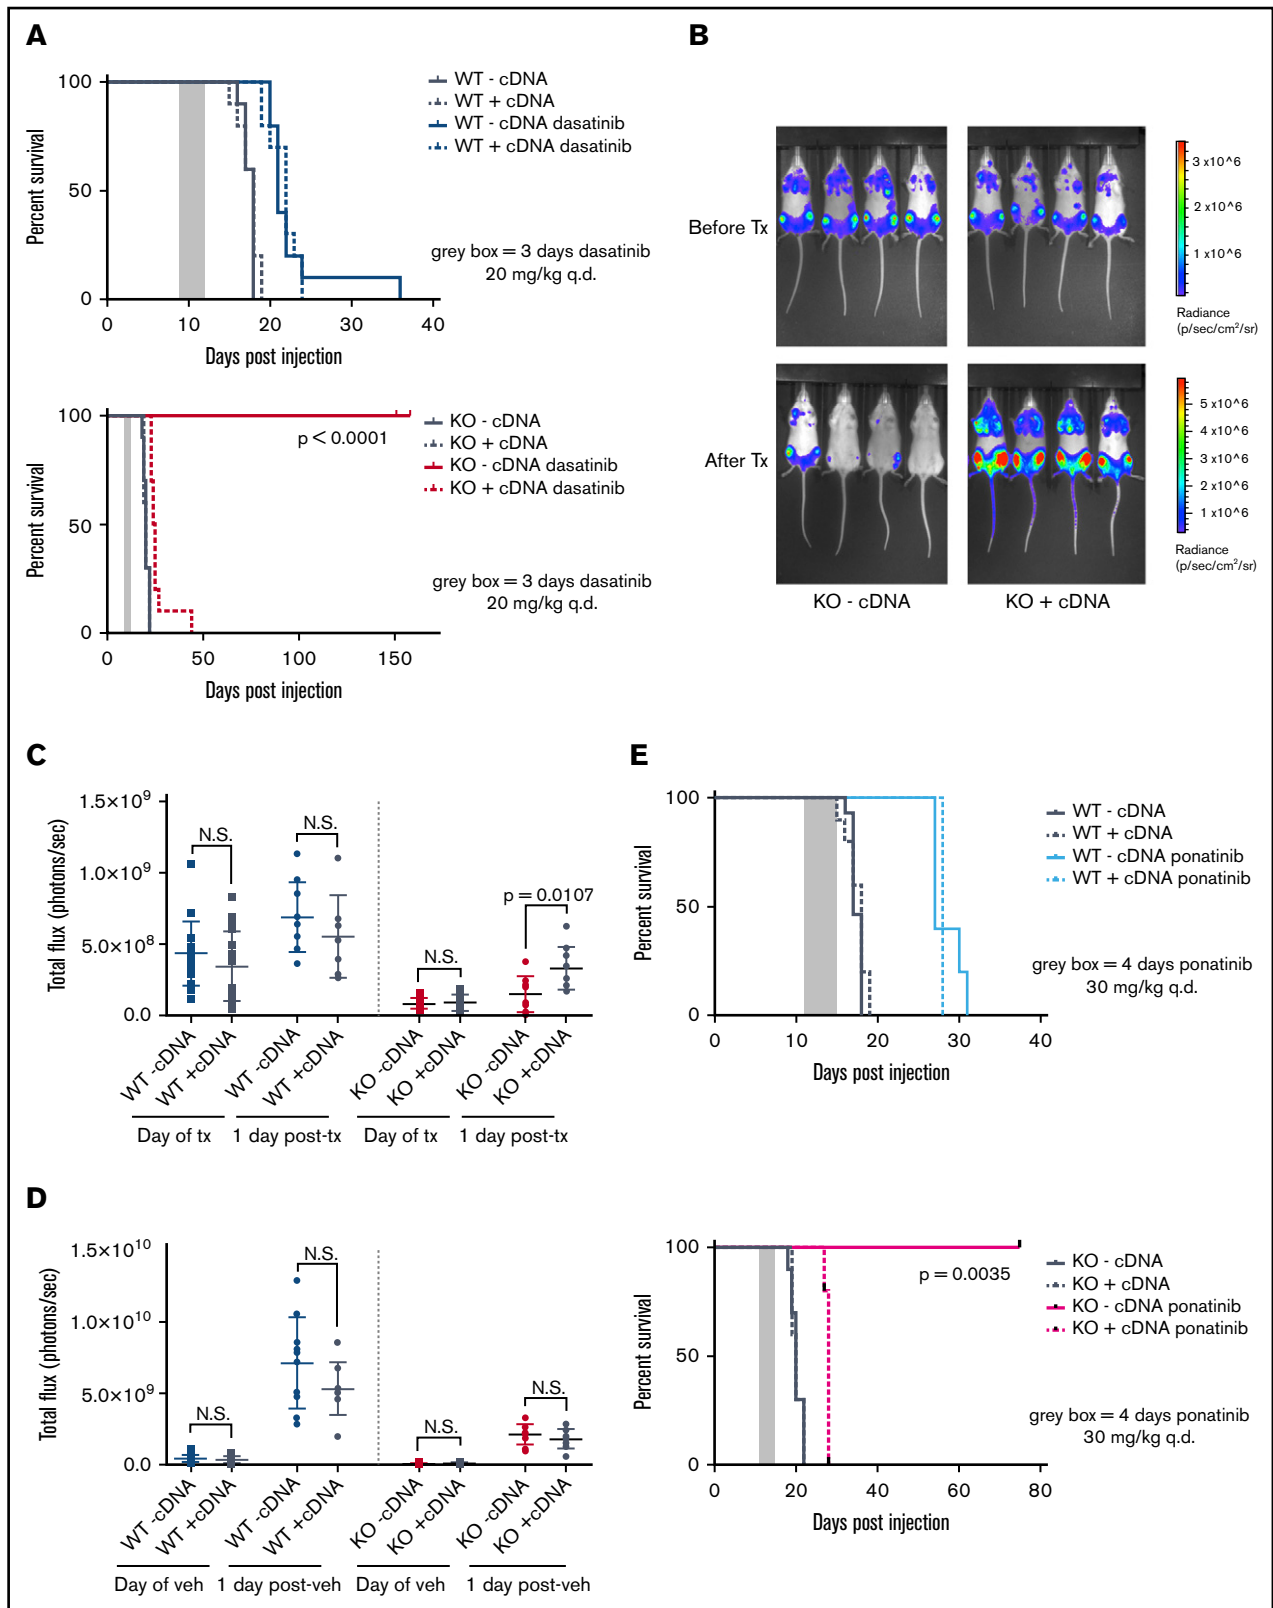 A
100
50
0
Percent survival
0 10 20 30 40
Days post injection
WT - cDNA
WT + cDNA
WT - cDNA dasatinib
WT + cDNA dasatinib
grey box = 3 days dasatinib
20 mg/kg q.d.
100
50
0
Percent survival
0 50 100 150
Days post injection
p < 0.0001
KO - cDNA
KO + cDNA
KO - cDNA dasatinib
KO + cDNA dasatinib
grey box = 3 days dasatinib
20 mg/kg q.d.
B
Before Tx
3 x10^6
2 x10^6
1 x10^6
Radiance
(p/sec/cm²/sr)
After Tx
5 x10^6
4 x10^6
3 x10^6
2 x10^6
1 x10^6
Radiance
(p/sec/cm²/sr)
KO - cDNA KO + cDNA
C
Total flux (photons/sec)
1.5×10⁹
1.0×10⁹
5.0×10⁸
0.0
N.S. N.S. N.S. p = 0.0107
WT -cDNA WT +cDNA WT -cDNA WT +cDNA KO -cDNA KO +cDNA KO -cDNA KO +cDNA
Day of tx 1 day post-tx Day of tx 1 day post-tx
D
Total flux (photons/sec)
1.5×10¹⁰
1.0×10¹⁰
5.0×10⁹
0.0
N.S. N.S. N.S. N.S.
WT -cDNA WT +cDNA WT -cDNA WT +cDNA KO -cDNA KO +cDNA KO -cDNA KO +cDNA
Day of veh 1 day post-veh Day of veh 1 day post-veh
E
100
50
0
Percent survival
0 10 20 30 40
Days post injection
WT - cDNA
WT + cDNA
WT - cDNA ponatinib
WT + cDNA ponatinib
grey box = 4 days ponatinib
30 mg/kg q.d.
100
50
0
Percent survival
0 20 40 60 80
Days post injection
p = 0.0035
KO - cDNA
KO + cDNA
KO - cDNA ponatinib
KO + cDNA ponatinib
grey box = 4 days ponatinib
30 mg/kg q.d.